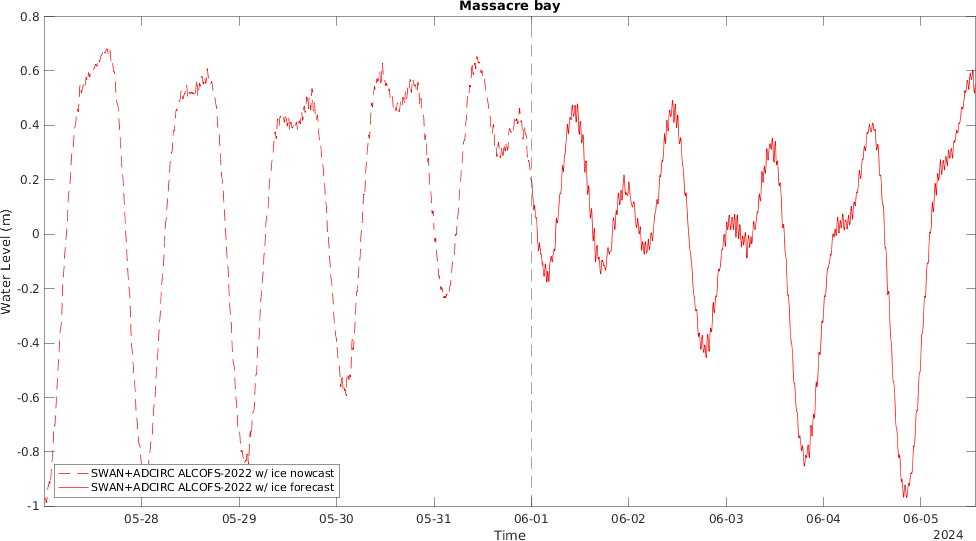 Massacre bay
0.8
0.6
0.4
0.2
0
-0.2
-0.4
-0.6
-0.8
-1
Water Level (m)
SWAN+ADCIRC ALCOFS-2022 w/ ice nowcast
SWAN+ADCIRC ALCOFS-2022 w/ ice forecast
05-28 05-29 05-30 05-31 06-01 06-02 06-03 06-04 06-05
Time
2024